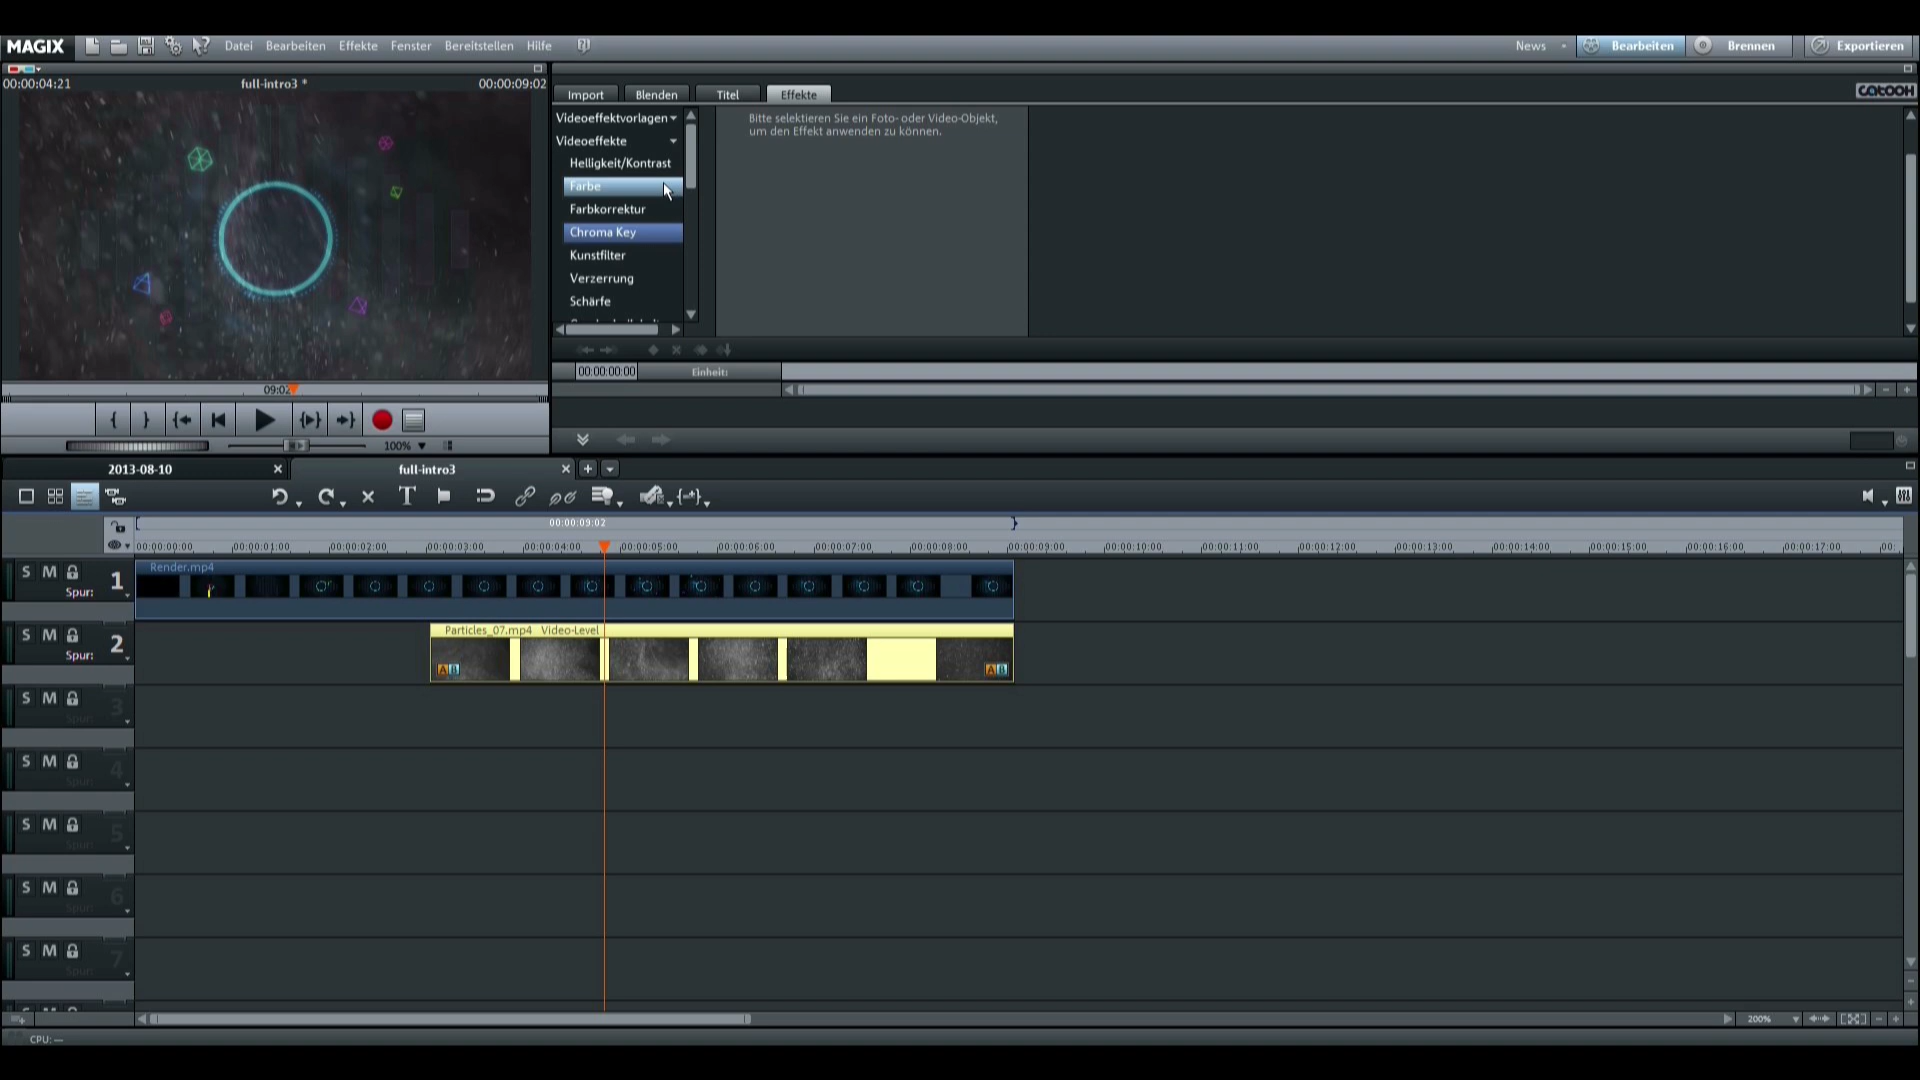 MAGIX Datei Bearbeiten Effekte Fenster Bereitstellen Hilfe News Bearbeiten Brennen Exportieren
00:00:04:21 full-intro3 * 00:00:09:02
Import Blenden Titel Effekte CATOOH
Videoeffektvorlagen
Videoeffekte
Helligkeit/Kontrast
Farbe
Farbkorrektur
Chroma Key
Kunstfilter
Verzerrung
Schärfe
Bitte selektieren Sie ein Foto- oder Video-Objekt,
um den Effekt anwenden zu können.
00:00:00:00 Einheit:
09:02
100%
2013-08-10 full-intro3
00:00:09:02
00:00:00:00 00:00:01:00 00:00:02:00 00:00:03:00 00:00:04:00 00:00:05:00 00:00:06:00 00:00:07:00 00:00:08:00 00:00:09:00 00:00:10:00 00:00:11:00 00:00:12:00 00:00:13:00 00:00:14:00 00:00:15:00 00:00:16:00 00:00:17:00 00:
S M 1
Spur:
Render.mp4
S M 2
Spur:
Particles_07.mp4 Video-Level
A B A B
S M 3
Spur:
S M 4
Spur:
S M 5
Spur:
S M 6
Spur:
S M 7
Spur:
200%
CPU: —